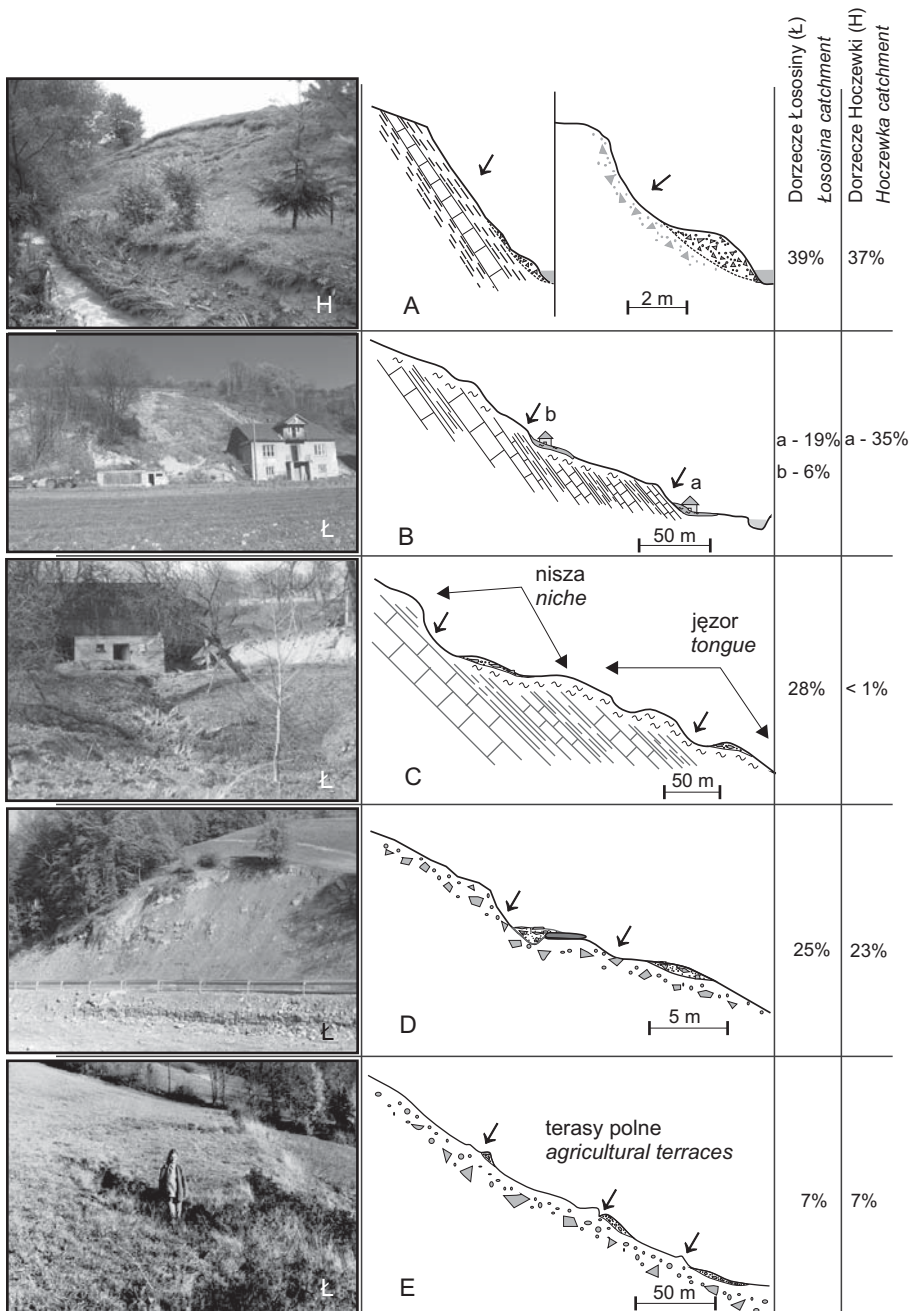 Dorzecze Łososiny (Ł)
Łososina catchment
Dorzecze Hoczewki (H)
Hoczewka catchment
H
A
2 m
39%
37%
Ł
b
a
B
50 m
a - 19%
b - 6%
a - 35%
Ł
nisza
niche
język
tongue
C
50 m
28%
< 1%
Ł
D
5 m
25%
23%
Ł
terasy polne
agricultural terraces
E
50 m
7%
7%